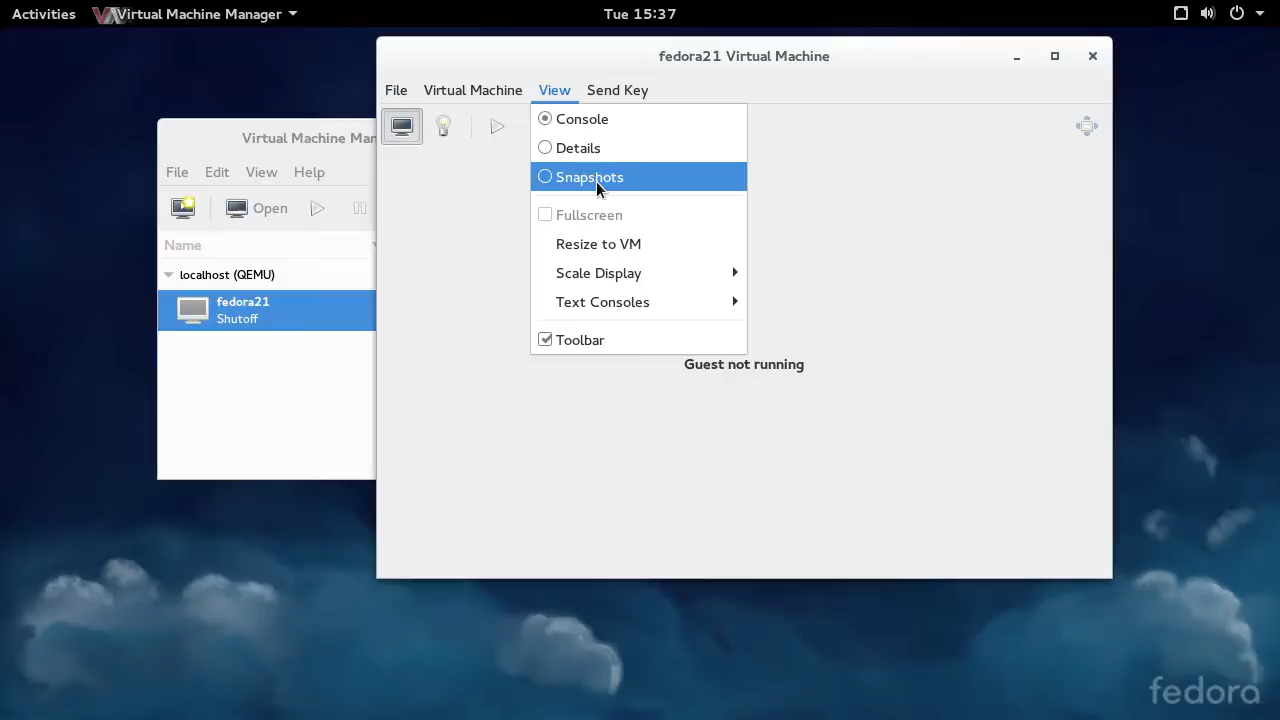 Activities Virtual Machine Manager Tue 15:37
fedora21 Virtual Machine
File Virtual Machine View Send Key
Console
Details
Snapshots
Fullscreen
Resize to VM
Scale Display
Text Consoles
Toolbar
Guest not running
Virtual Machine Man
File Edit View Help
Open
Name
localhost (QEMU)
fedora21
Shutoff
fedora